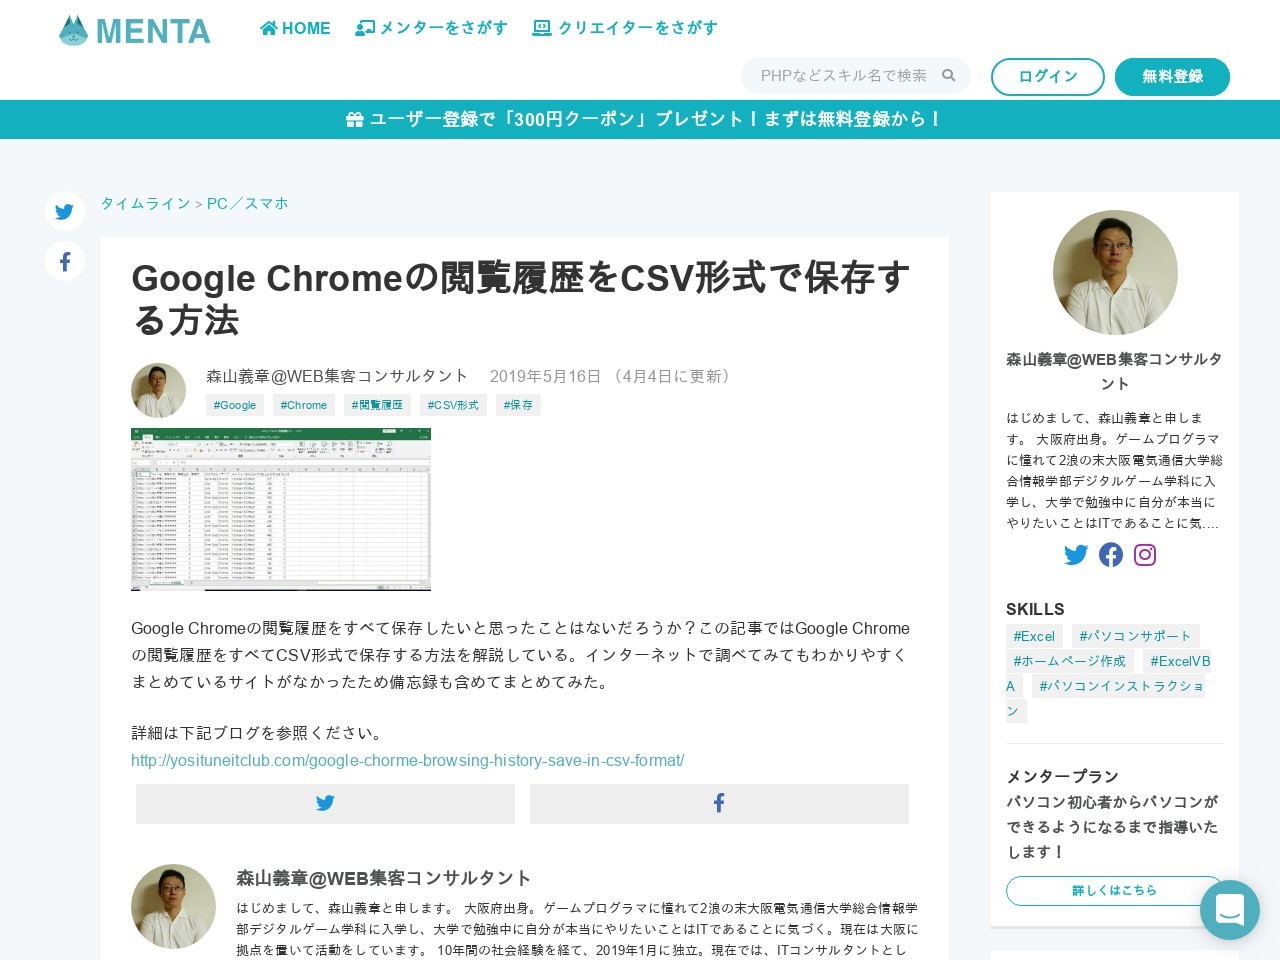 MENTA
HOME
メンターをさがす
クリエイターをさがす
PHPなどスキル名で検索
ログイン
無料登録
ユーザー登録で「300円クーポン」プレゼント！まずは無料登録から！
タイムライン > PC／スマホ
Google Chromeの閲覧履歴をCSV形式で保存す
る方法
森山義章@WEB集客コンサルタント 2019年5月16日 （4月4日に更新）
#Google #Chrome #閲覧履歴 #CSV形式 #保存
Google Chromeの閲覧履歴をすべて保存したいと思ったことはないだろうか？この記事ではGoogle Chrome
の閲覧履歴をすべてCSV形式で保存する方法を解説している。インターネットで調べてみてもわかりやすく
まとめているサイトがなかったため備忘録も含めてまとめてみた。
詳細は下記ブログを参照ください。
http://yosituneitclub.com/google-chorme-browsing-history-save-in-csv-format/
森山義章@WEB集客コンサルタント
はじめまして、森山義章と申します。 大阪府出身。ゲームプログラマに憧れて2浪の末大阪電気通信大学総合情報学
部デジタルゲーム学科に入学し、大学で勉強中に自分が本当にやりたいことはITであることに気づく。現在は大阪に
拠点を置いて活動をしています。 10年間の社会経験を経て、2019年1月に独立。現在では、ITコンサルタントとし
森山義章@WEB集客コンサルタ
ント
はじめまして、森山義章と申しま
す。 大阪府出身。ゲームプログラマ
に憧れて2浪の末大阪電気通信大学総
合情報学部デジタルゲーム学科に入
学し、大学で勉強中に自分が本当に
やりたいことはITであることに気....
SKILLS
#Excel #パソコンサポート
#ホームページ作成 #ExcelVB
A #パソコンインストラクショ
ン
メンタープラン
パソコン初心者からパソコンが
できるようになるまで指導いた
します！
詳しくはこちら